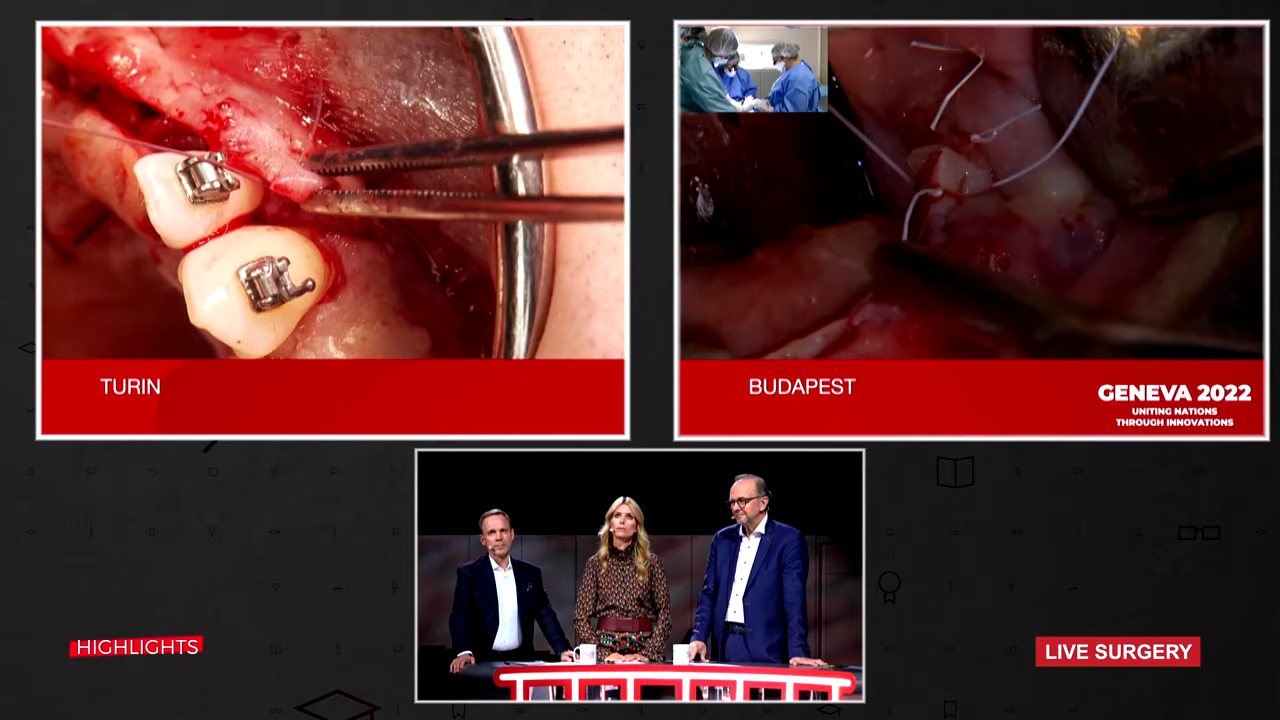 TURIN
BUDAPEST
GENEVA 2022
UNITING NATIONS
THROUGH INNOVATIONS
HIGHLIGHTS
LIVE SURGERY